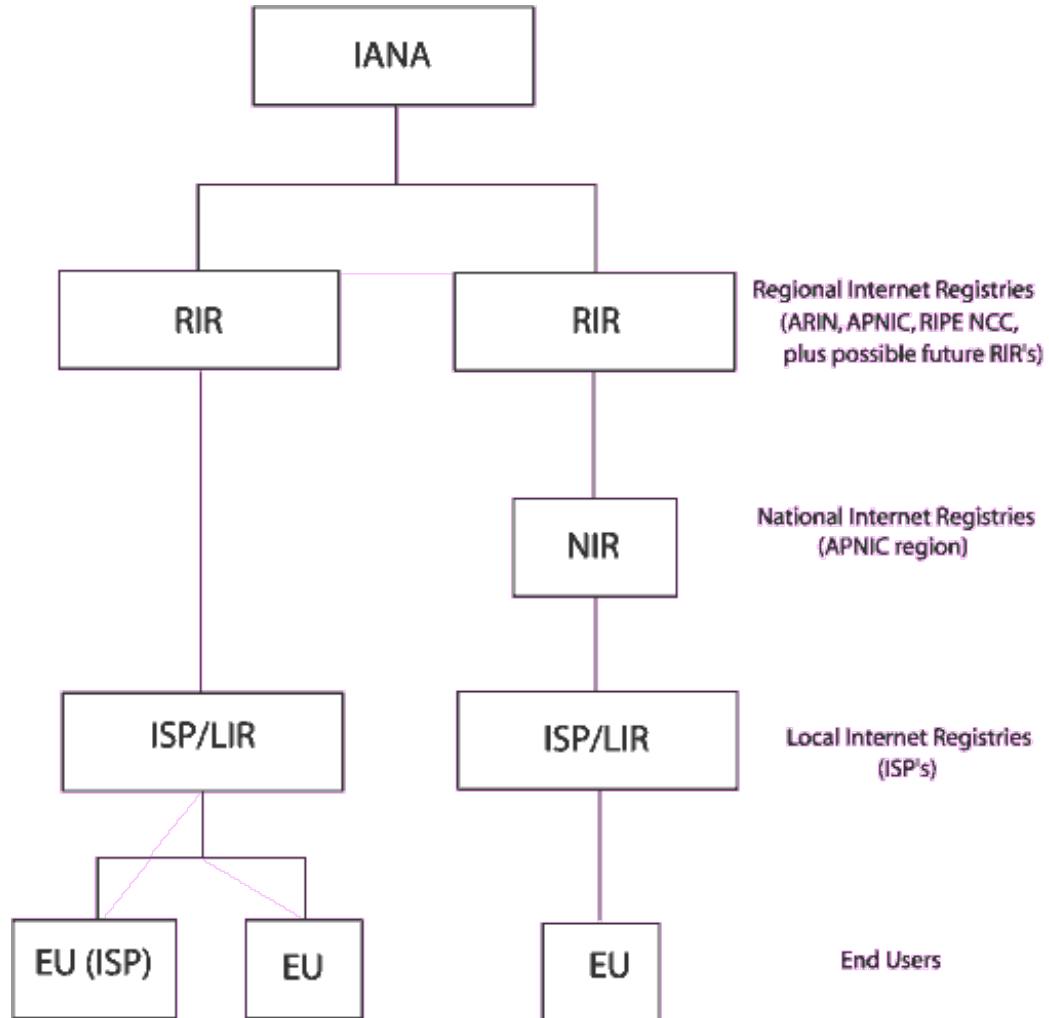 IANA
RIR
RIR
Regional Internet Registries
(ARIN, APNIC, RIPE NCC,
plus possible future RIR's)
NIR
National Internet Registries
(APNIC region)
ISP/LIR
ISP/LIR
Local Internet Registries
(ISP's)
EU (ISP)
EU
EU
End Users